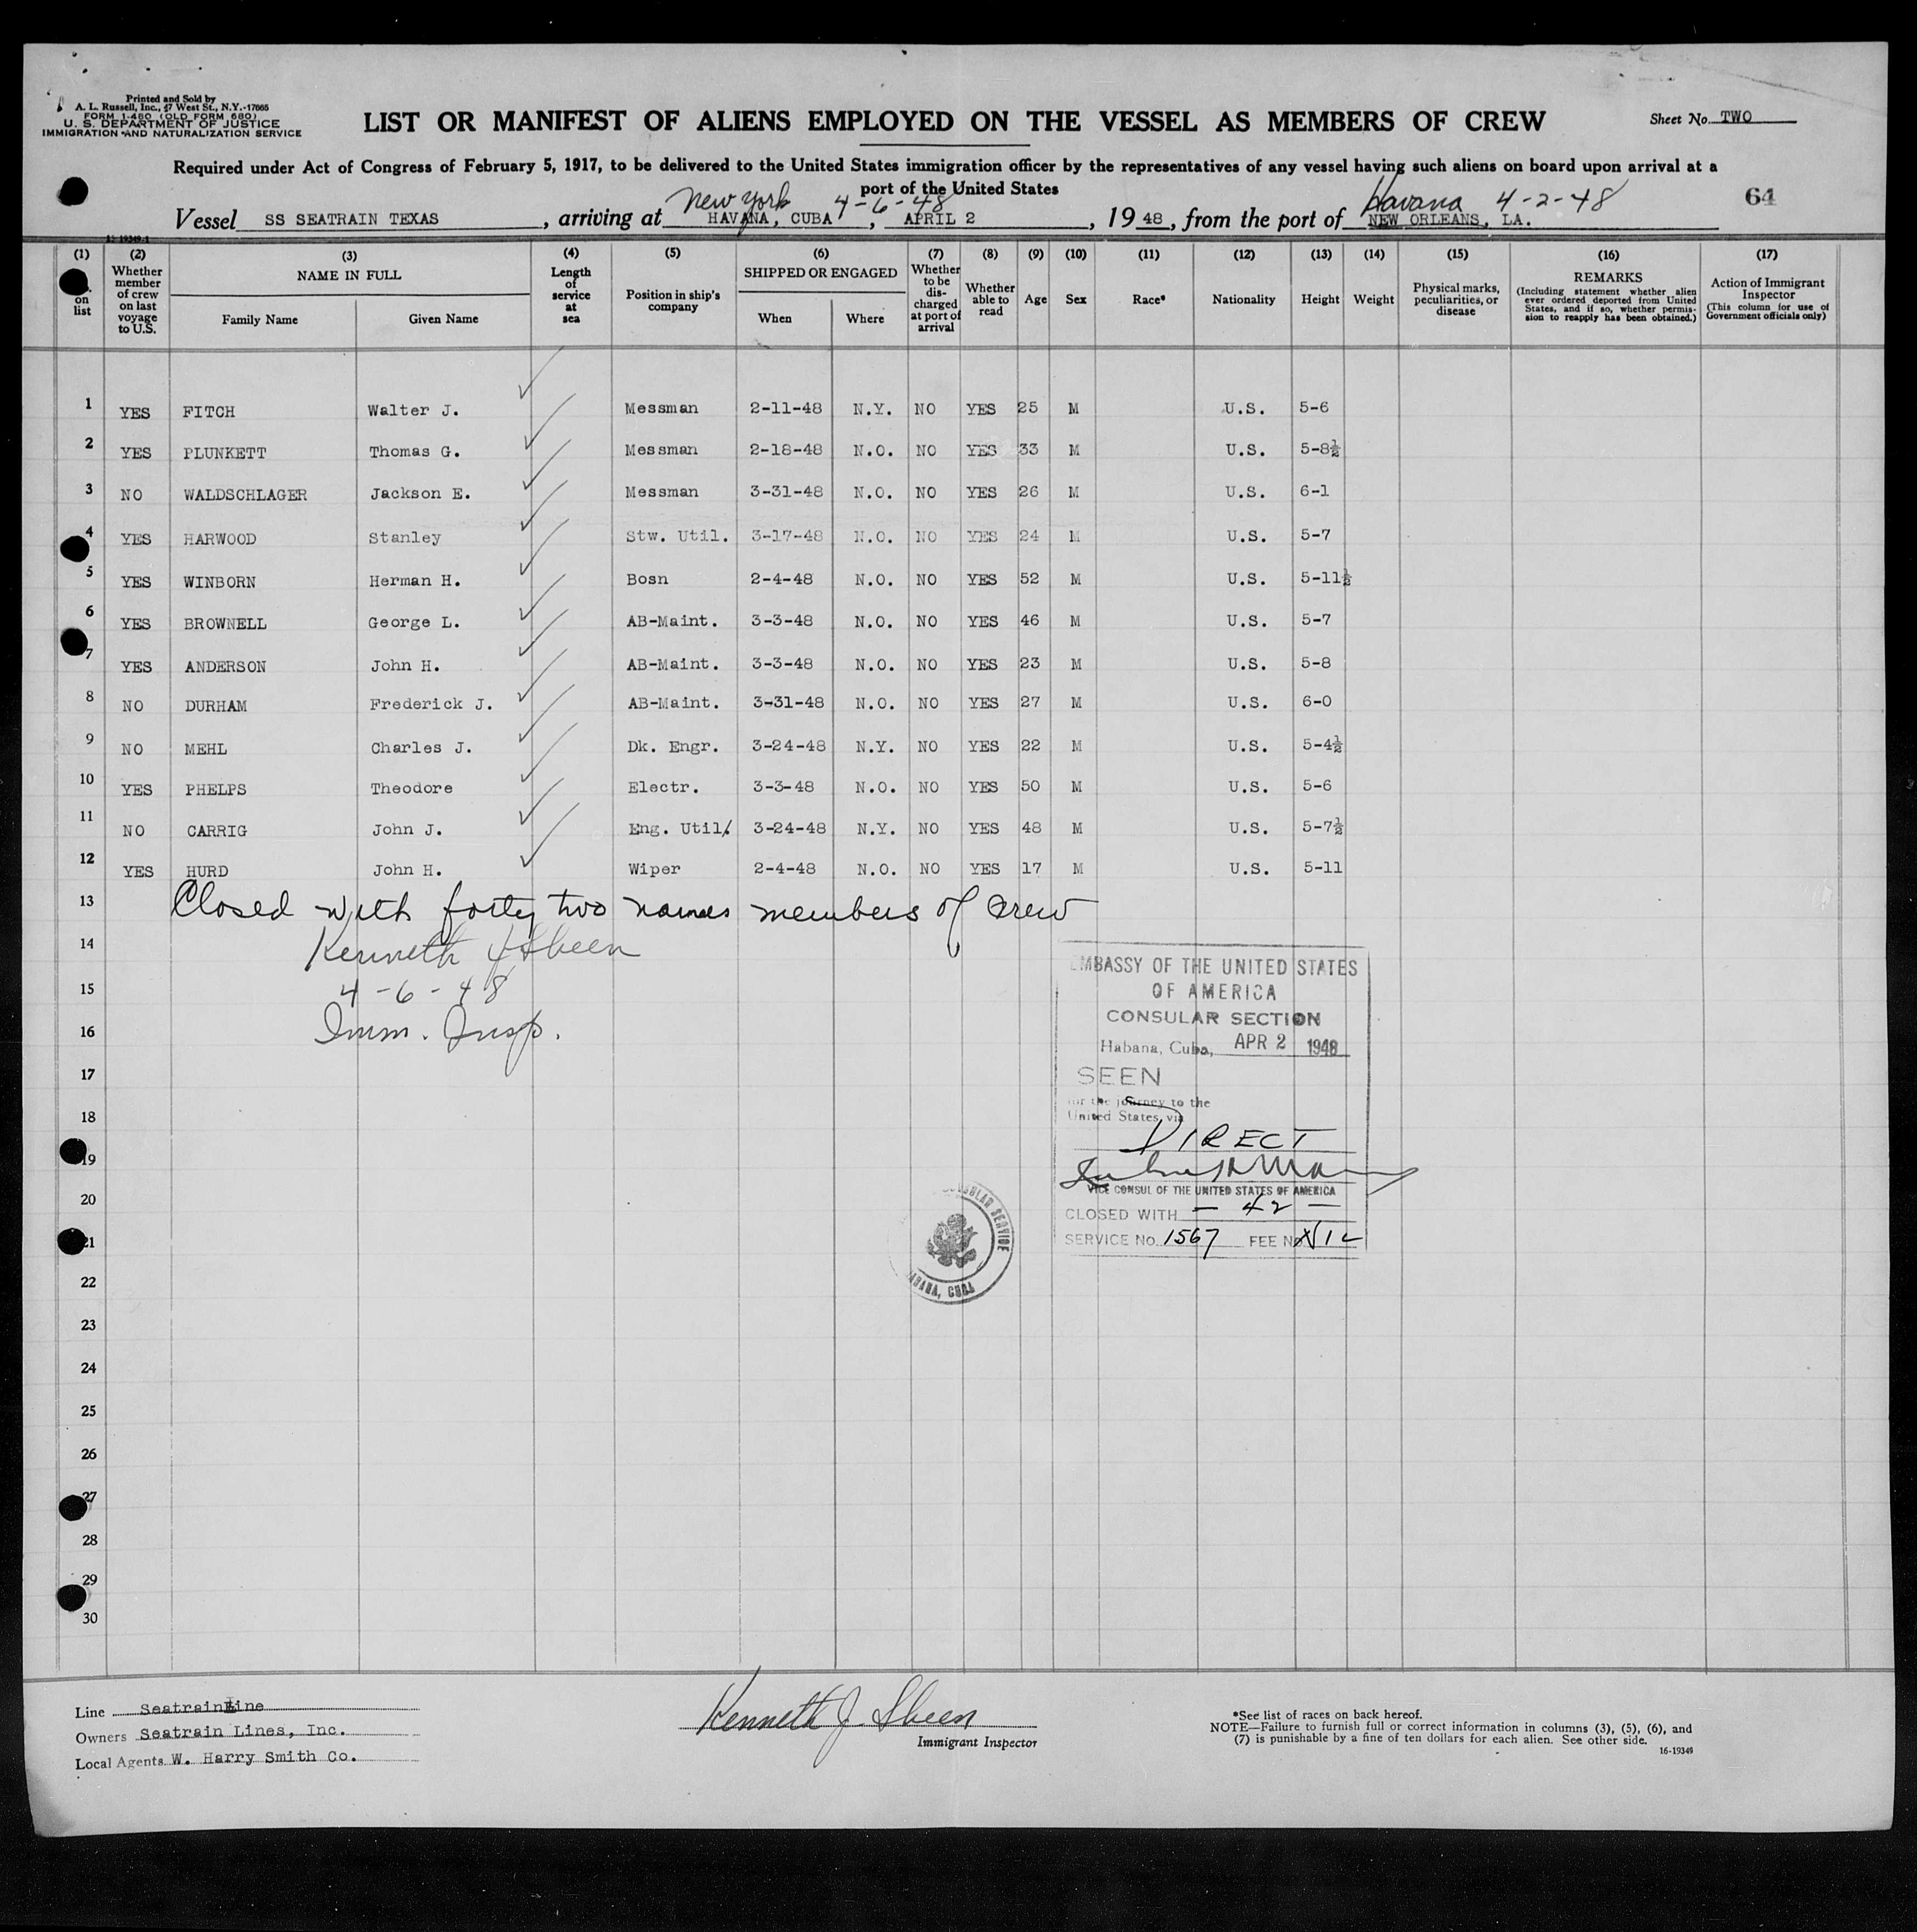 Printed and Sold by
A. L. Russell, Inc., 47 West St., N.Y.-17665
FORM I-480 (OLD FORM 680)
U. S. DEPARTMENT OF JUSTICE
IMMIGRATION AND NATURALIZATION SERVICE
LIST OR MANIFEST OF ALIENS EMPLOYED ON THE VESSEL AS MEMBERS OF CREW
Sheet No. TWO
Required under Act of Congress of February 5, 1917, to be delivered to the United States immigration officer by the representatives of any vessel having such aliens on board upon arrival at a
port of the United States
64
New York 4-6-48 Havana 4-2-48
Vessel SS SEATRAIN TEXAS, arriving at HAVANA, CUBA, APRIL 2, 1948, from the port of NEW ORLEANS, LA.
(1) (2) (3) (4) (5) (6) (7) (8) (9) (10) (11) (12) (13) (14) (15) (16) (17)
on list
Whether member of crew on last voyage to U.S.
NAME IN FULL
Family Name
Given Name
Length of service at sea
Position in ship's company
SHIPPED OR ENGAGED
When
Where
Whether to be discharged at port of arrival
Whether able to read
Age
Sex
Race*
Nationality
Height
Weight
Physical marks, peculiarities, or disease
REMARKS
(Including statement whether alien ever ordered deported from United States, and if so, whether permission to reapply has been obtained.)
Action of Immigrant Inspector
(This column for use of Government officials only)
1 YES FITCH Walter J. Messman 2-11-48 N.Y. NO YES 25 M U.S. 5-6
2 YES PLUNKETT Thomas G. Messman 2-18-48 N.O. NO YES 33 M U.S. 5-8½
3 NO WALDSCHLAGER Jackson E. Messman 3-31-48 N.O. NO YES 26 M U.S. 6-1
4 YES HARWOOD Stanley Stw. Util. 3-17-48 N.O. NO YES 24 M U.S. 5-7
5 YES WINBORN Herman H. Bosn 2-4-48 N.O. NO YES 52 M U.S. 5-11½
6 YES BROWNELL George L. AB-Maint. 3-3-48 N.O. NO YES 46 M U.S. 5-7
7 YES ANDERSON John H. AB-Maint. 3-3-48 N.O. NO YES 23 M U.S. 5-8
8 NO DURHAM Frederick J. AB-Maint. 3-31-48 N.O. NO YES 27 M U.S. 6-0
9 NO MEHL Charles J. Dk. Engr. 3-24-48 N.Y. NO YES 22 M U.S. 5-4½
10 YES PHELPS Theodore Electr. 3-3-48 N.O. NO YES 50 M U.S. 5-6
11 NO CARRIG John J. Eng. Util. 3-24-48 N.Y. NO YES 48 M U.S. 5-7½
12 YES HURD John H. Wiper 2-4-48 N.O. NO YES 17 M U.S. 5-11
13 Closed with forty two names members of crew
14 Kenneth J Sheen
15 4-6-48
16 Imm. Insp.
17
18
19
20
21
22
23
24
25
26
27
28
29
30
EMBASSY OF THE UNITED STATES
OF AMERICA
CONSULAR SECTION
Habana, Cuba, APR 2 1948
SEEN
for the journey to the
United States via
DIRECT
VICE CONSUL OF THE UNITED STATES OF AMERICA
CLOSED WITH — 42 —
SERVICE No. 1567 FEE
CONSULAR SERVICE
HABANA, CUBA
Line Seatrain Line
Owners Seatrain Lines, Inc.
Local Agents W. Harry Smith Co.
Kenneth J. Sheen
Immigrant Inspector
*See list of races on back hereof.
NOTE—Failure to furnish full or correct information in columns (3), (5), (6), and
(7) is punishable by a fine of ten dollars for each alien. See other side.
16-19349